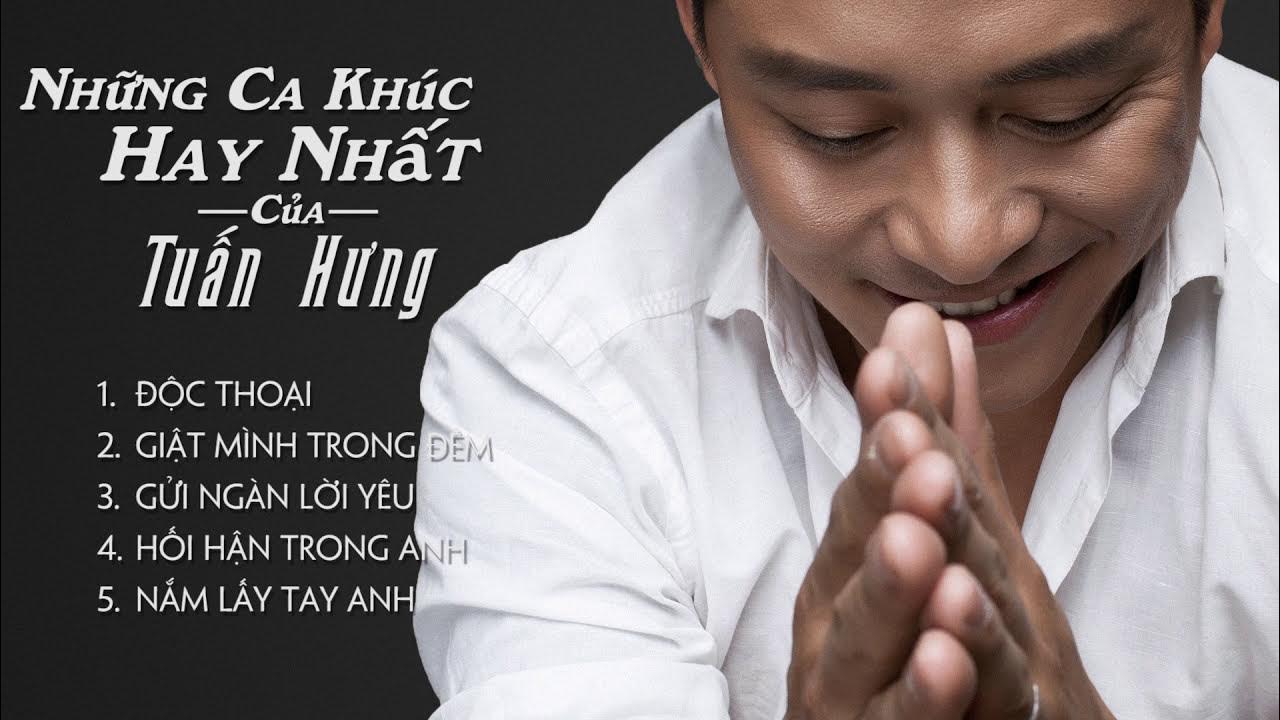 NHỮNG CA KHÚC
HAY NHẤT
—CỦA—
Tuấn Hưng
1. ĐỘC THOẠI
2. GIẬT MÌNH TRONG ĐÊM
3. GỬI NGÀN LỜI YÊU
4. HỐI HẬN TRONG ANH
5. NẮM LẤY TAY ANH